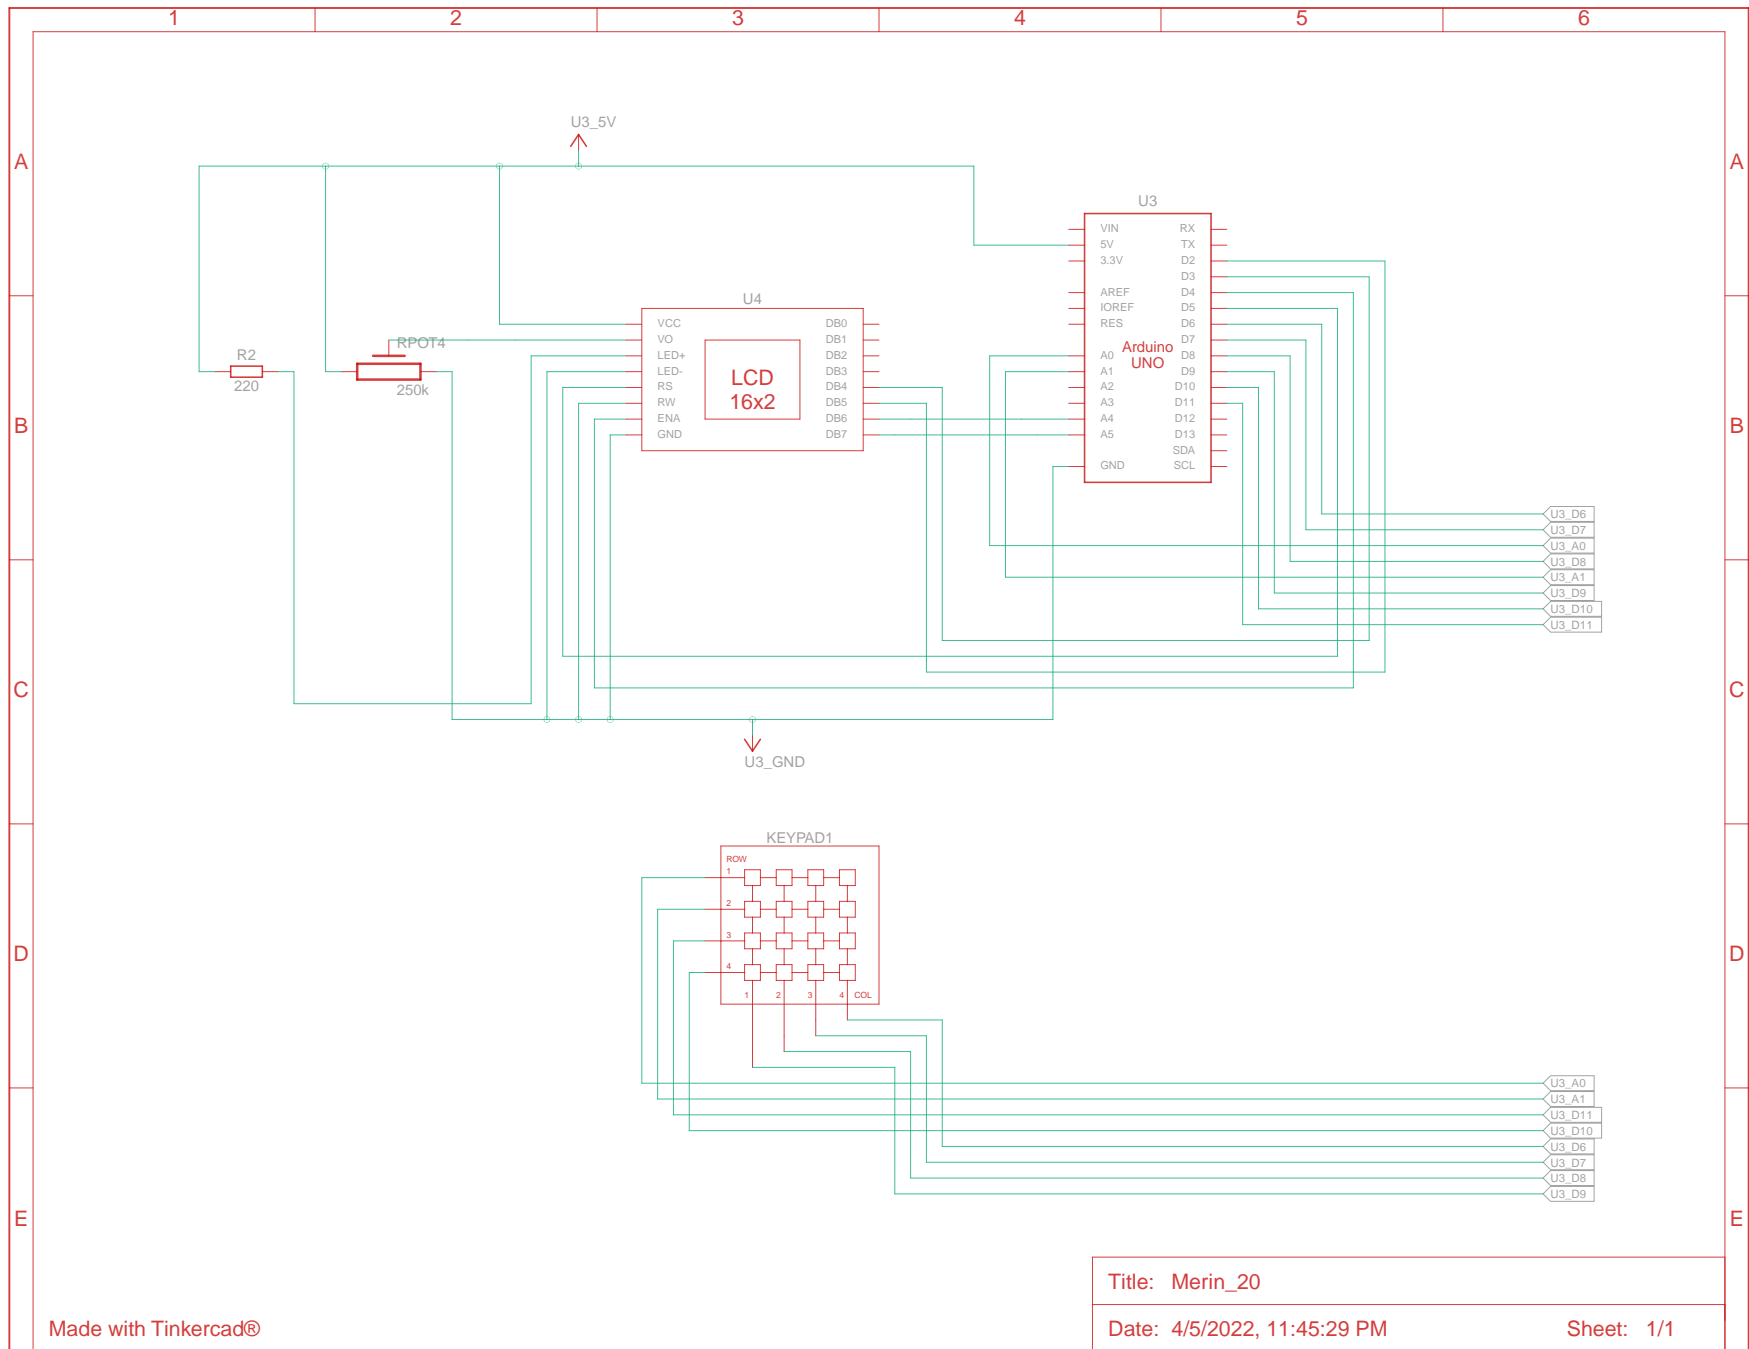 1 2 3 4 5 6
A A
B B
C C
D D
E E
U3_5V
U3
VIN RX
5V TX
3.3V D2
D3
AREF D4
IOREF D5
RES D6
D7
A0 D8
A1 D9
A2 D10
A3 D11
A4 D12
A5 D13
SDA
GND SCL
Arduino
UNO
U4
VCC DB0
VO DB1
LED+ DB2
LED- DB3
RS DB4
RW DB5
ENA DB6
GND DB7
LCD
16x2
R2
220
RPOT4
250k
U3_D6
U3_D7
U3_A0
U3_D8
U3_A1
U3_D9
U3_D10
U3_D11
U3_GND
KEYPAD1
ROW
1
2
3
4
1 2 3 4 COL
U3_A0
U3_A1
U3_D11
U3_D10
U3_D6
U3_D7
U3_D8
U3_D9
Title: Merin_20
Made with Tinkercad®
Date: 4/5/2022, 11:45:29 PM Sheet: 1/1